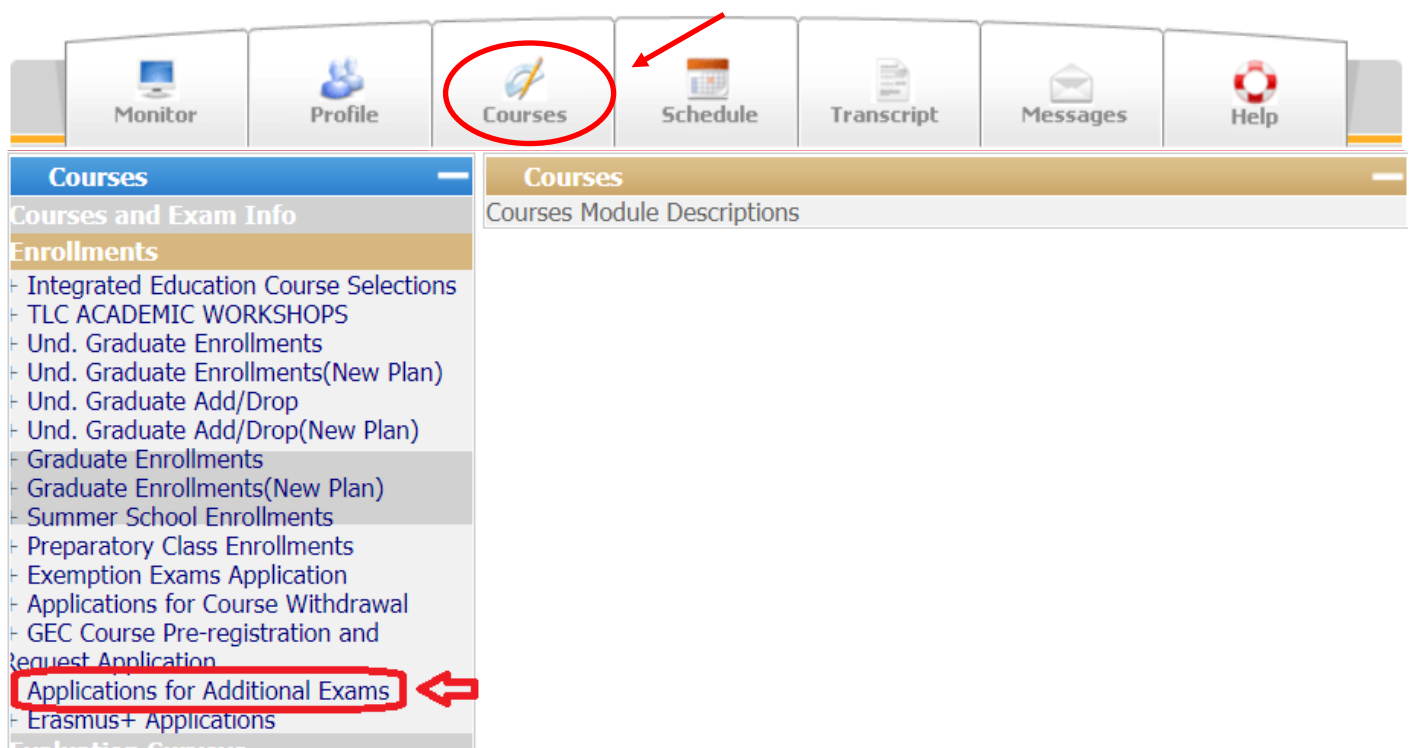 Monitor
Profile
Courses
Schedule
Transcript
Messages
Help
Courses
Courses and Exam Info
Enrollments
+ Integrated Education Course Selections
+ TLC ACADEMIC WORKSHOPS
+ Und. Graduate Enrollments
+ Und. Graduate Enrollments(New Plan)
+ Und. Graduate Add/Drop
+ Und. Graduate Add/Drop(New Plan)
+ Graduate Enrollments
+ Graduate Enrollments(New Plan)
+ Summer School Enrollments
+ Preparatory Class Enrollments
+ Exemption Exams Application
+ Applications for Course Withdrawal
+ GEC Course Pre-registration and
Request Application
Applications for Additional Exams
+ Erasmus+ Applications
Courses
Courses Module Descriptions